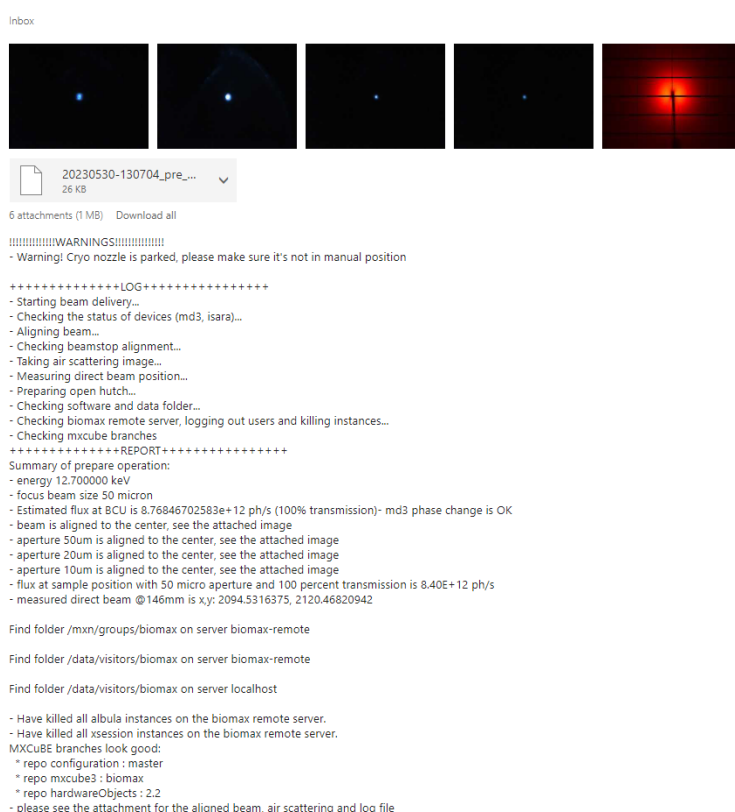 Inbox
20230530-130704_pre_...
26 KB
6 attachments (1 MB) Download all
!!!!!!!!!!!!!!!WARNINGS!!!!!!!!!!!!!!!
- Warning! Cryo nozzle is parked, please make sure it's not in manual position
++++++++++++++LOG++++++++++++++++
- Starting beam delivery...
- Checking the status of devices (md3, isara)...
- Aligning beam...
- Checking beamstop alignment...
- Taking air scattering image...
- Measuring direct beam position...
- Preparing open hutch...
- Checking software and data folder...
- Checking biomax remote server, logging out users and killing instances...
- Checking mxcube branches
++++++++++++++REPORT++++++++++++++++
Summary of prepare operation:
- energy 12.700000 keV
- focus beam size 50 micron
- Estimated flux at BCU is 8.76846702583e+12 ph/s (100% transmission)- md3 phase change is OK
- beam is aligned to the center, see the attached image
- aperture 50um is aligned to the center, see the attached image
- aperture 20um is aligned to the center, see the attached image
- aperture 10um is aligned to the center, see the attached image
- flux at sample position with 50 micro aperture and 100 percent transmission is 8.40E+12 ph/s
- measured direct beam @146mm is x,y: 2094.5316375, 2120.46820942
Find folder /mxn/groups/biomax on server biomax-remote
Find folder /data/visitors/biomax on server biomax-remote
Find folder /data/visitors/biomax on server localhost
- Have killed all albula instances on the biomax remote server.
- Have killed all xsession instances on the biomax remote server.
MXCuBE branches look good:
* repo configuration : master
* repo mxcube3 : biomax
* repo hardwareObjects : 2.2
- please see the attachment for the aligned beam, air scattering and log file